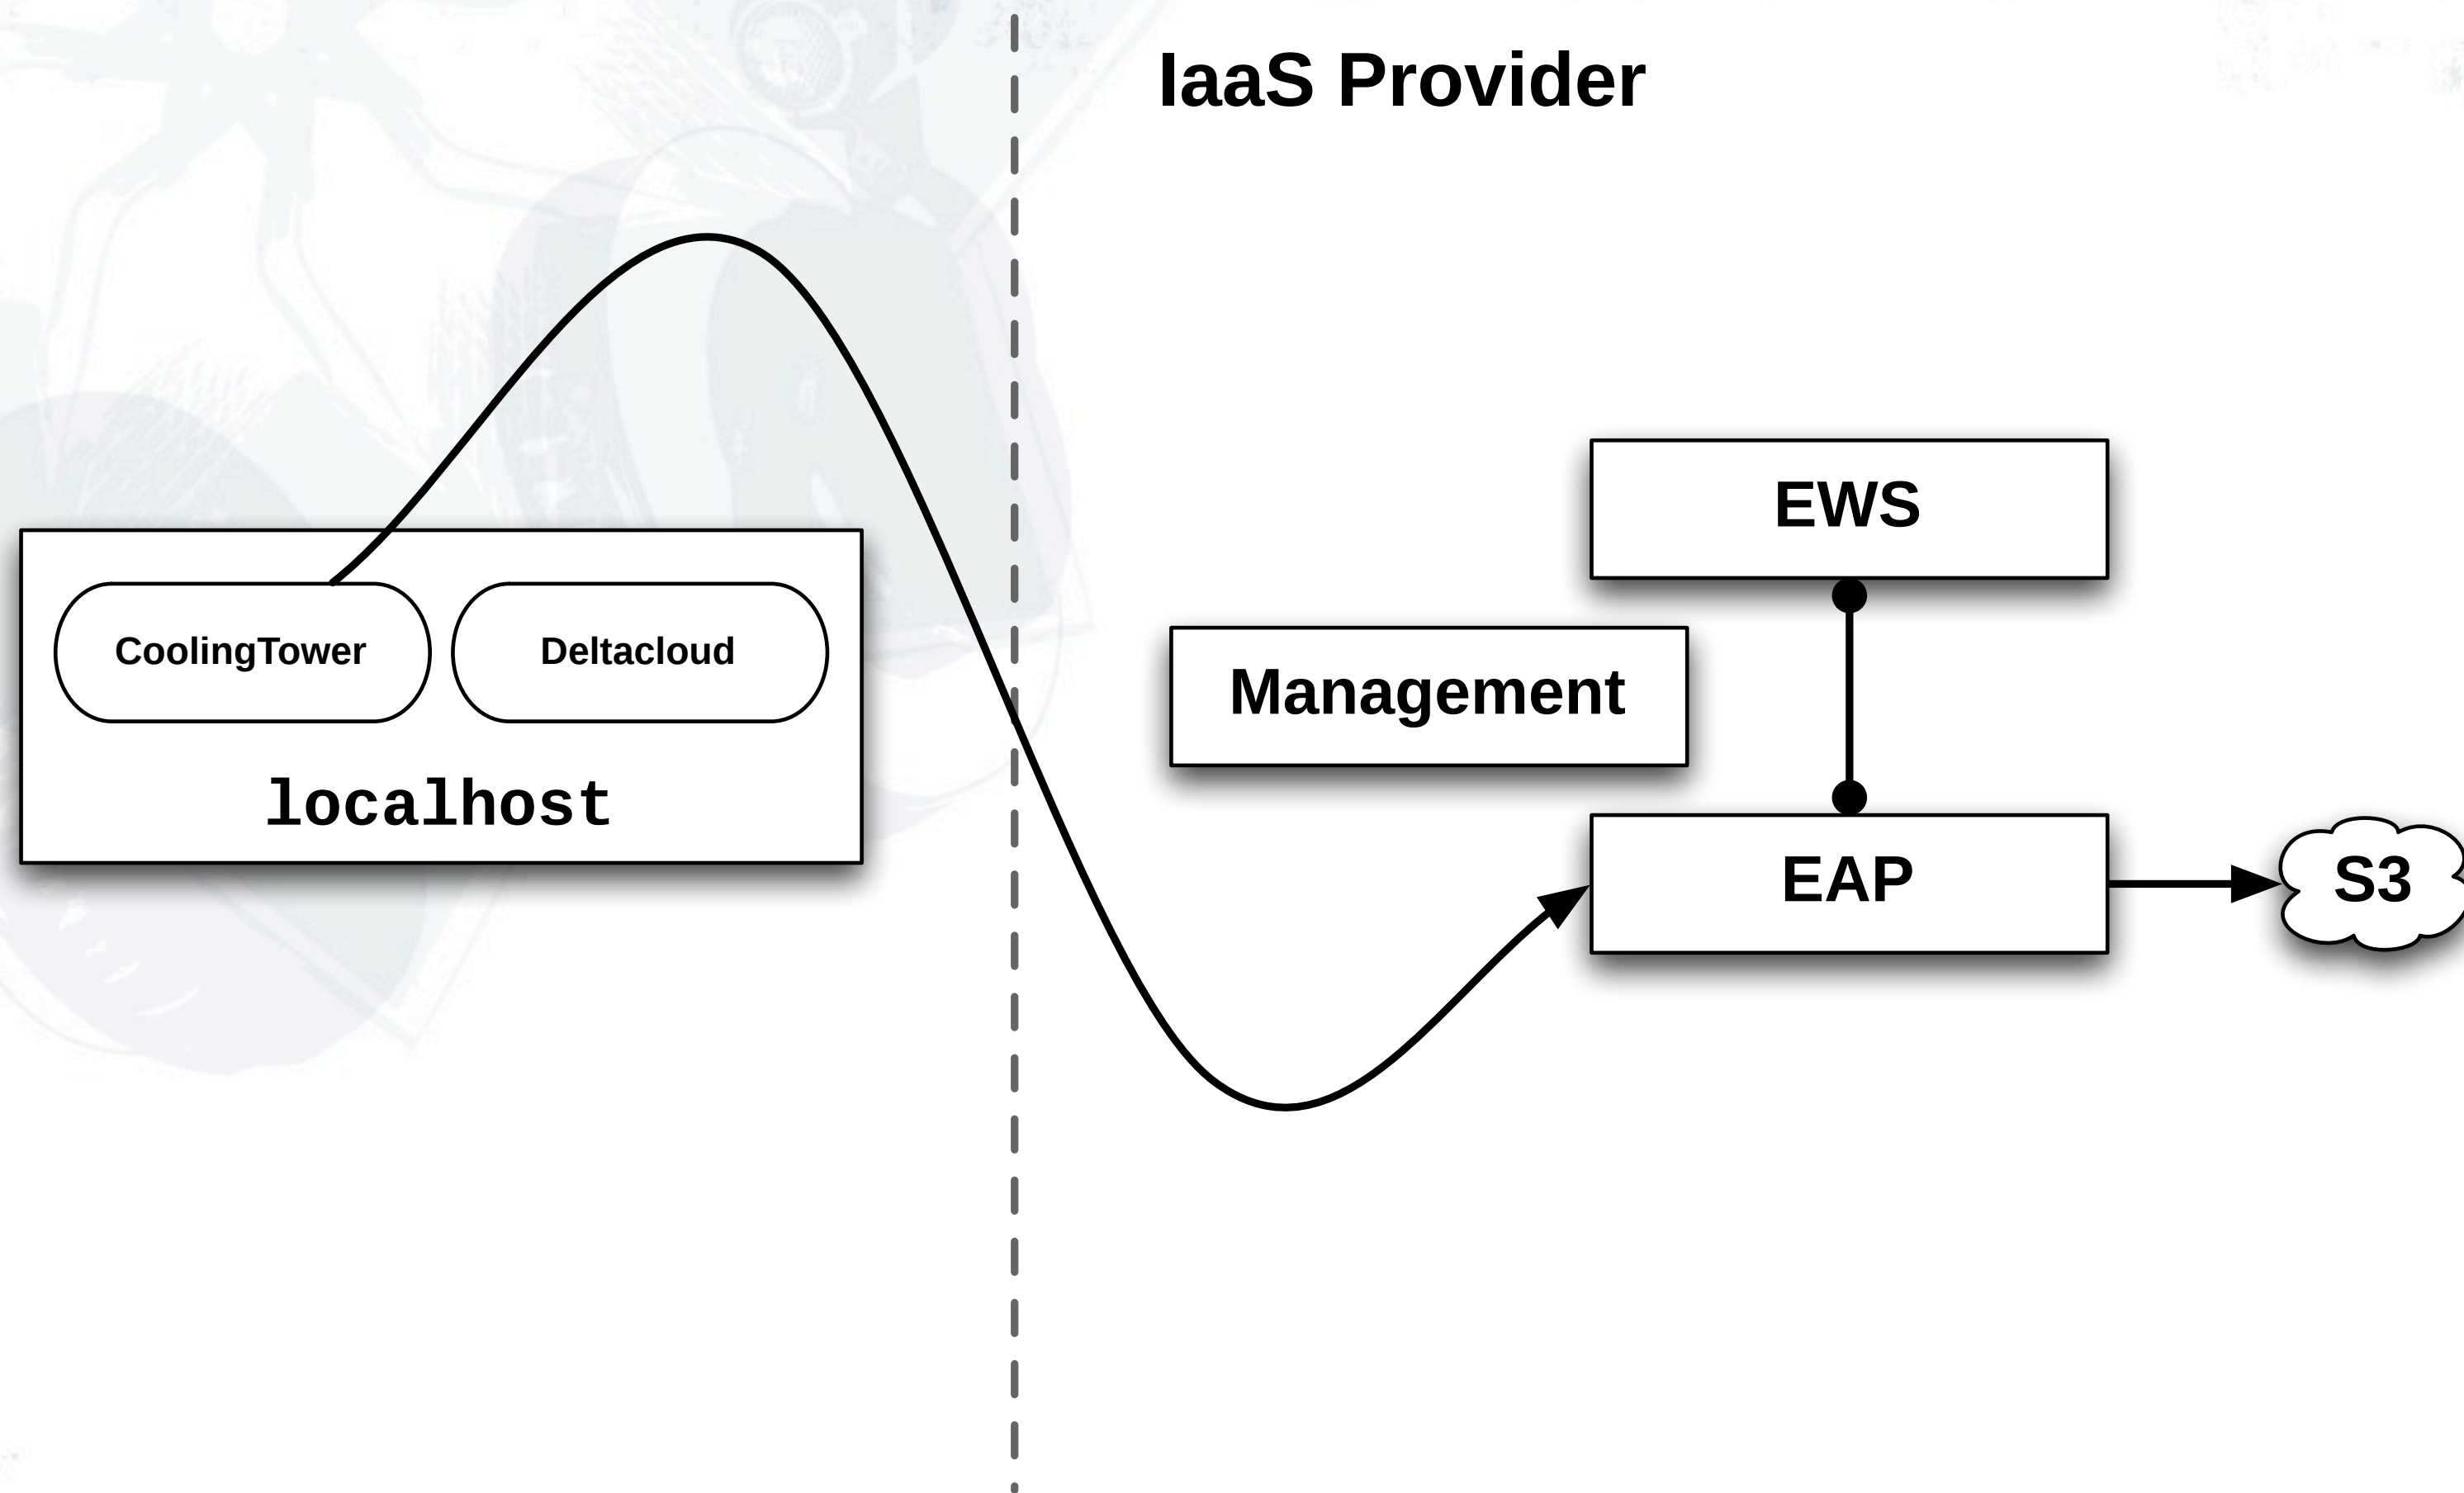 IaaS Provider
EWS
CoolingTower
Deltacloud
Management
localhost
EAP
S3